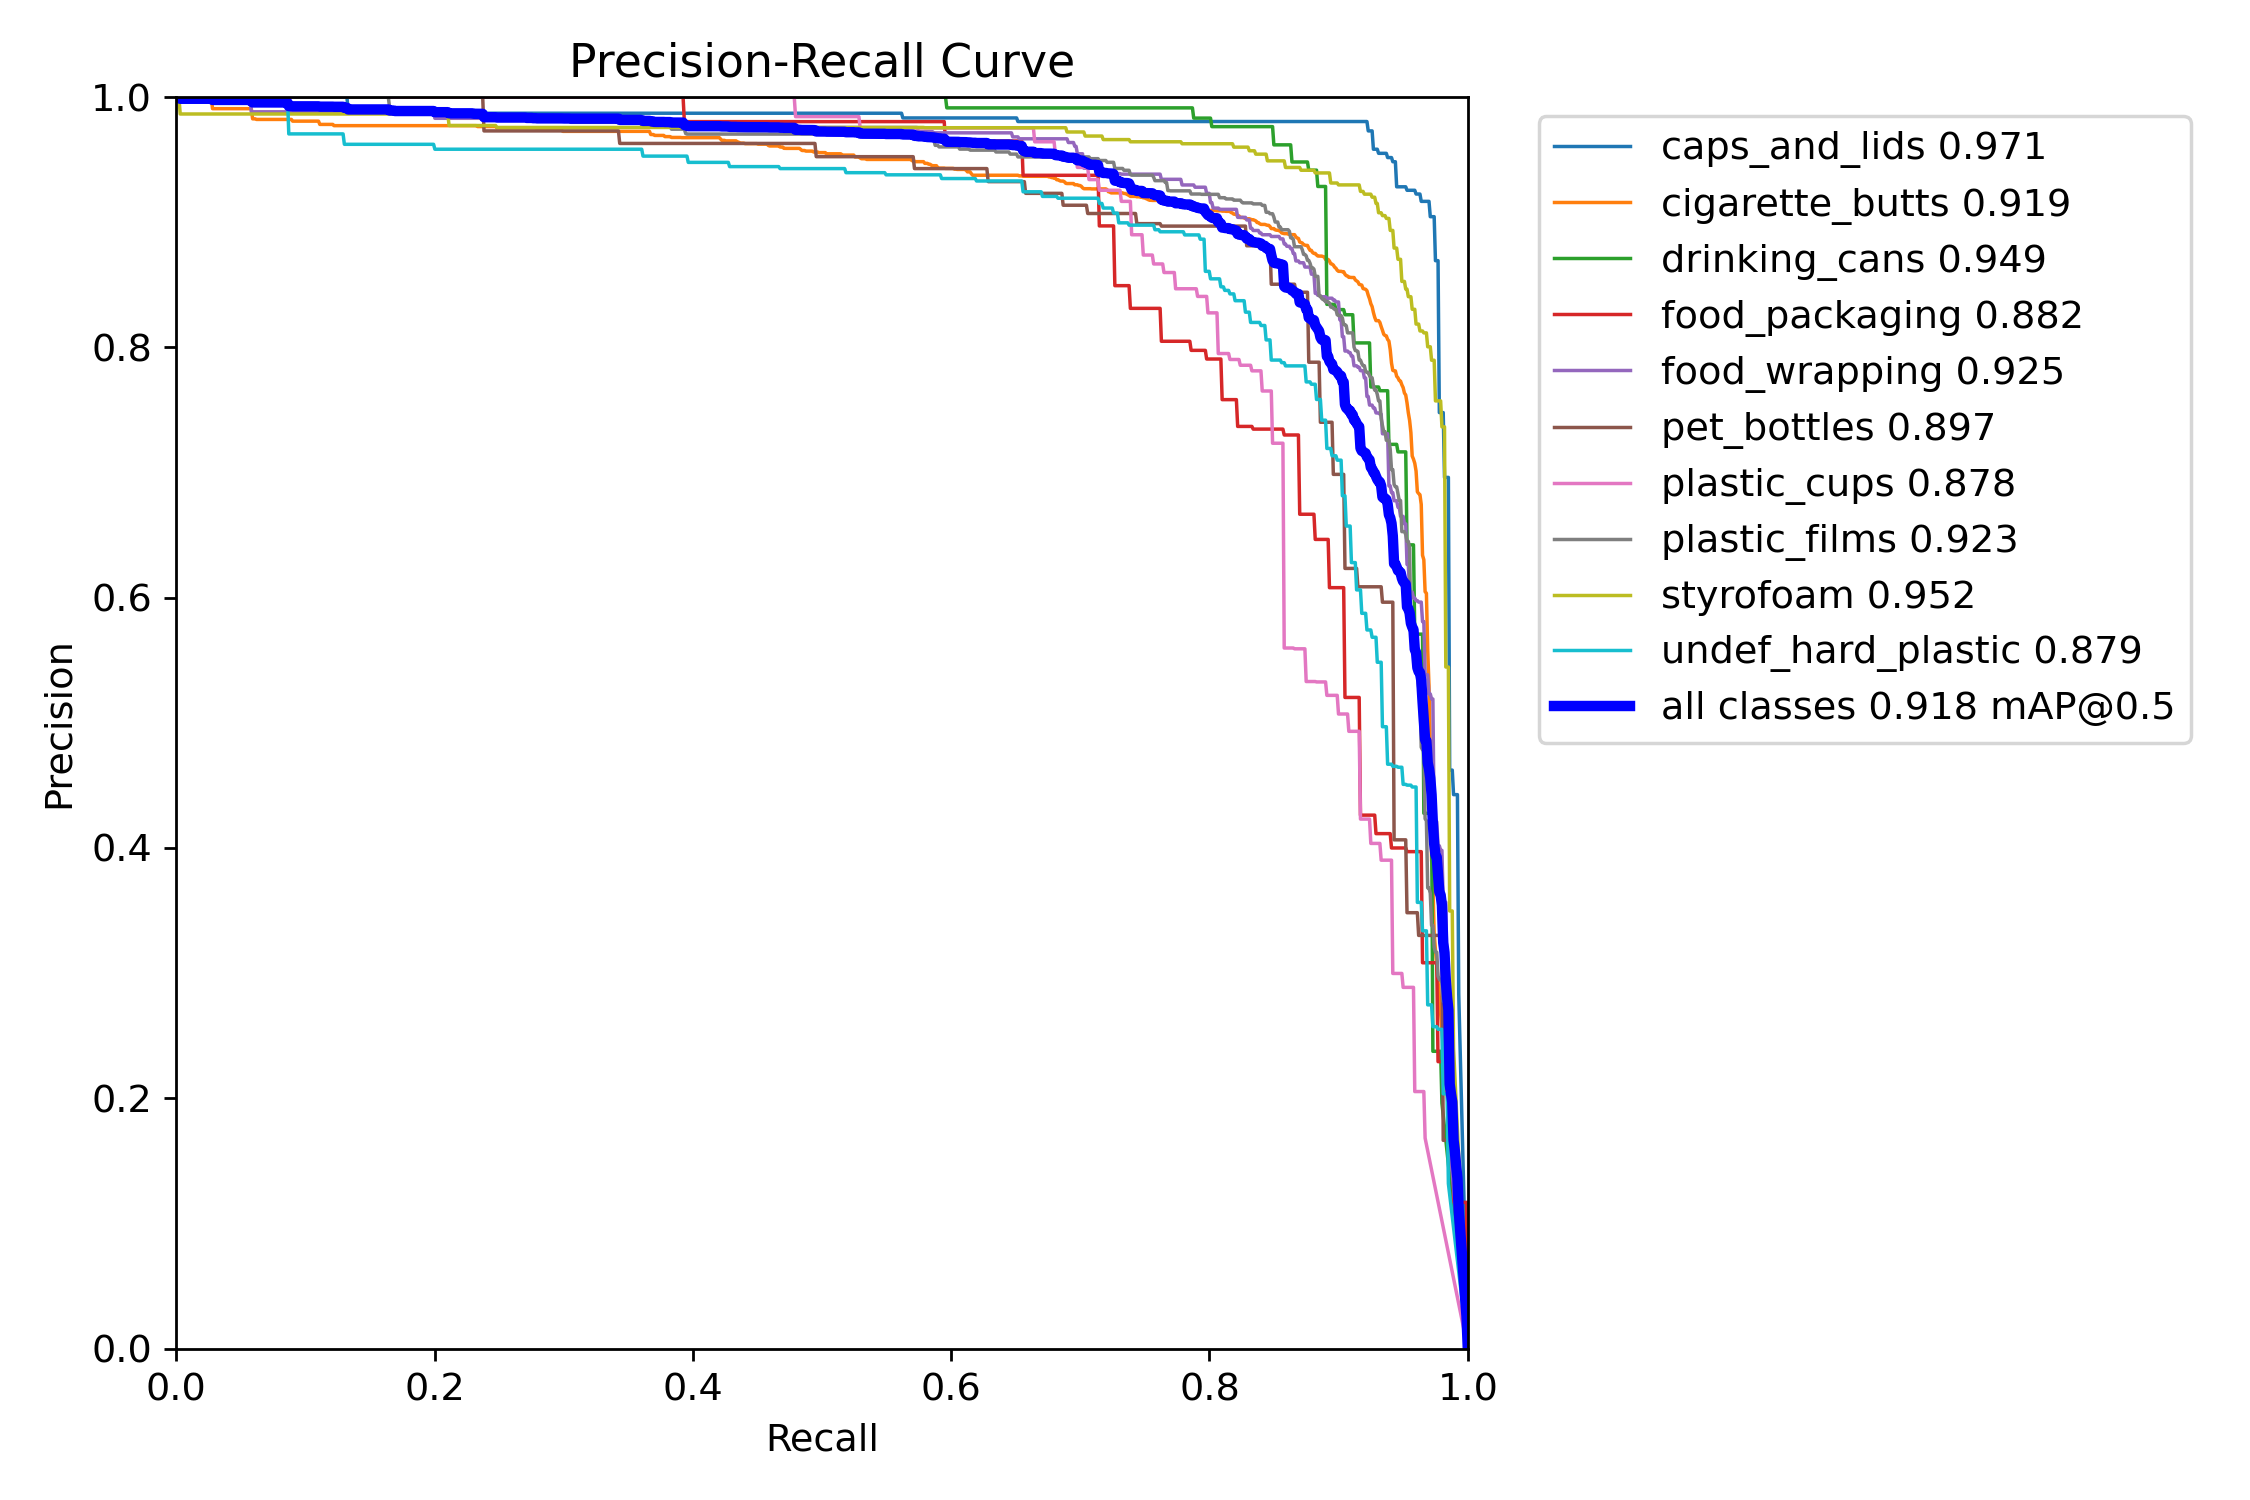 Precision-Recall Curve
1.0
0.8
0.6
0.4
0.2
0.0
Precision
0.0 0.2 0.4 0.6 0.8 1.0
Recall
caps_and_lids 0.971
cigarette_butts 0.919
drinking_cans 0.949
food_packaging 0.882
food_wrapping 0.925
pet_bottles 0.897
plastic_cups 0.878
plastic_films 0.923
styrofoam 0.952
undef_hard_plastic 0.879
all classes 0.918 mAP@0.5